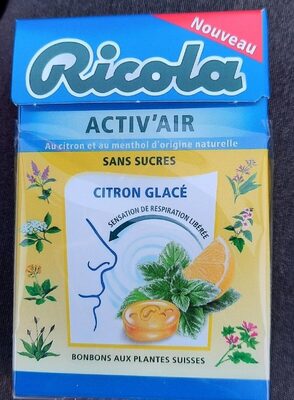 Nouveau
Ricola
ACTIV'AIR
Au citron et au menthol d'origine naturelle
SANS SUCRES
CITRON GLACÉ
SENSATION DE RESPIRATION LIBÉRÉE
BONBONS AUX PLANTES SUISSES